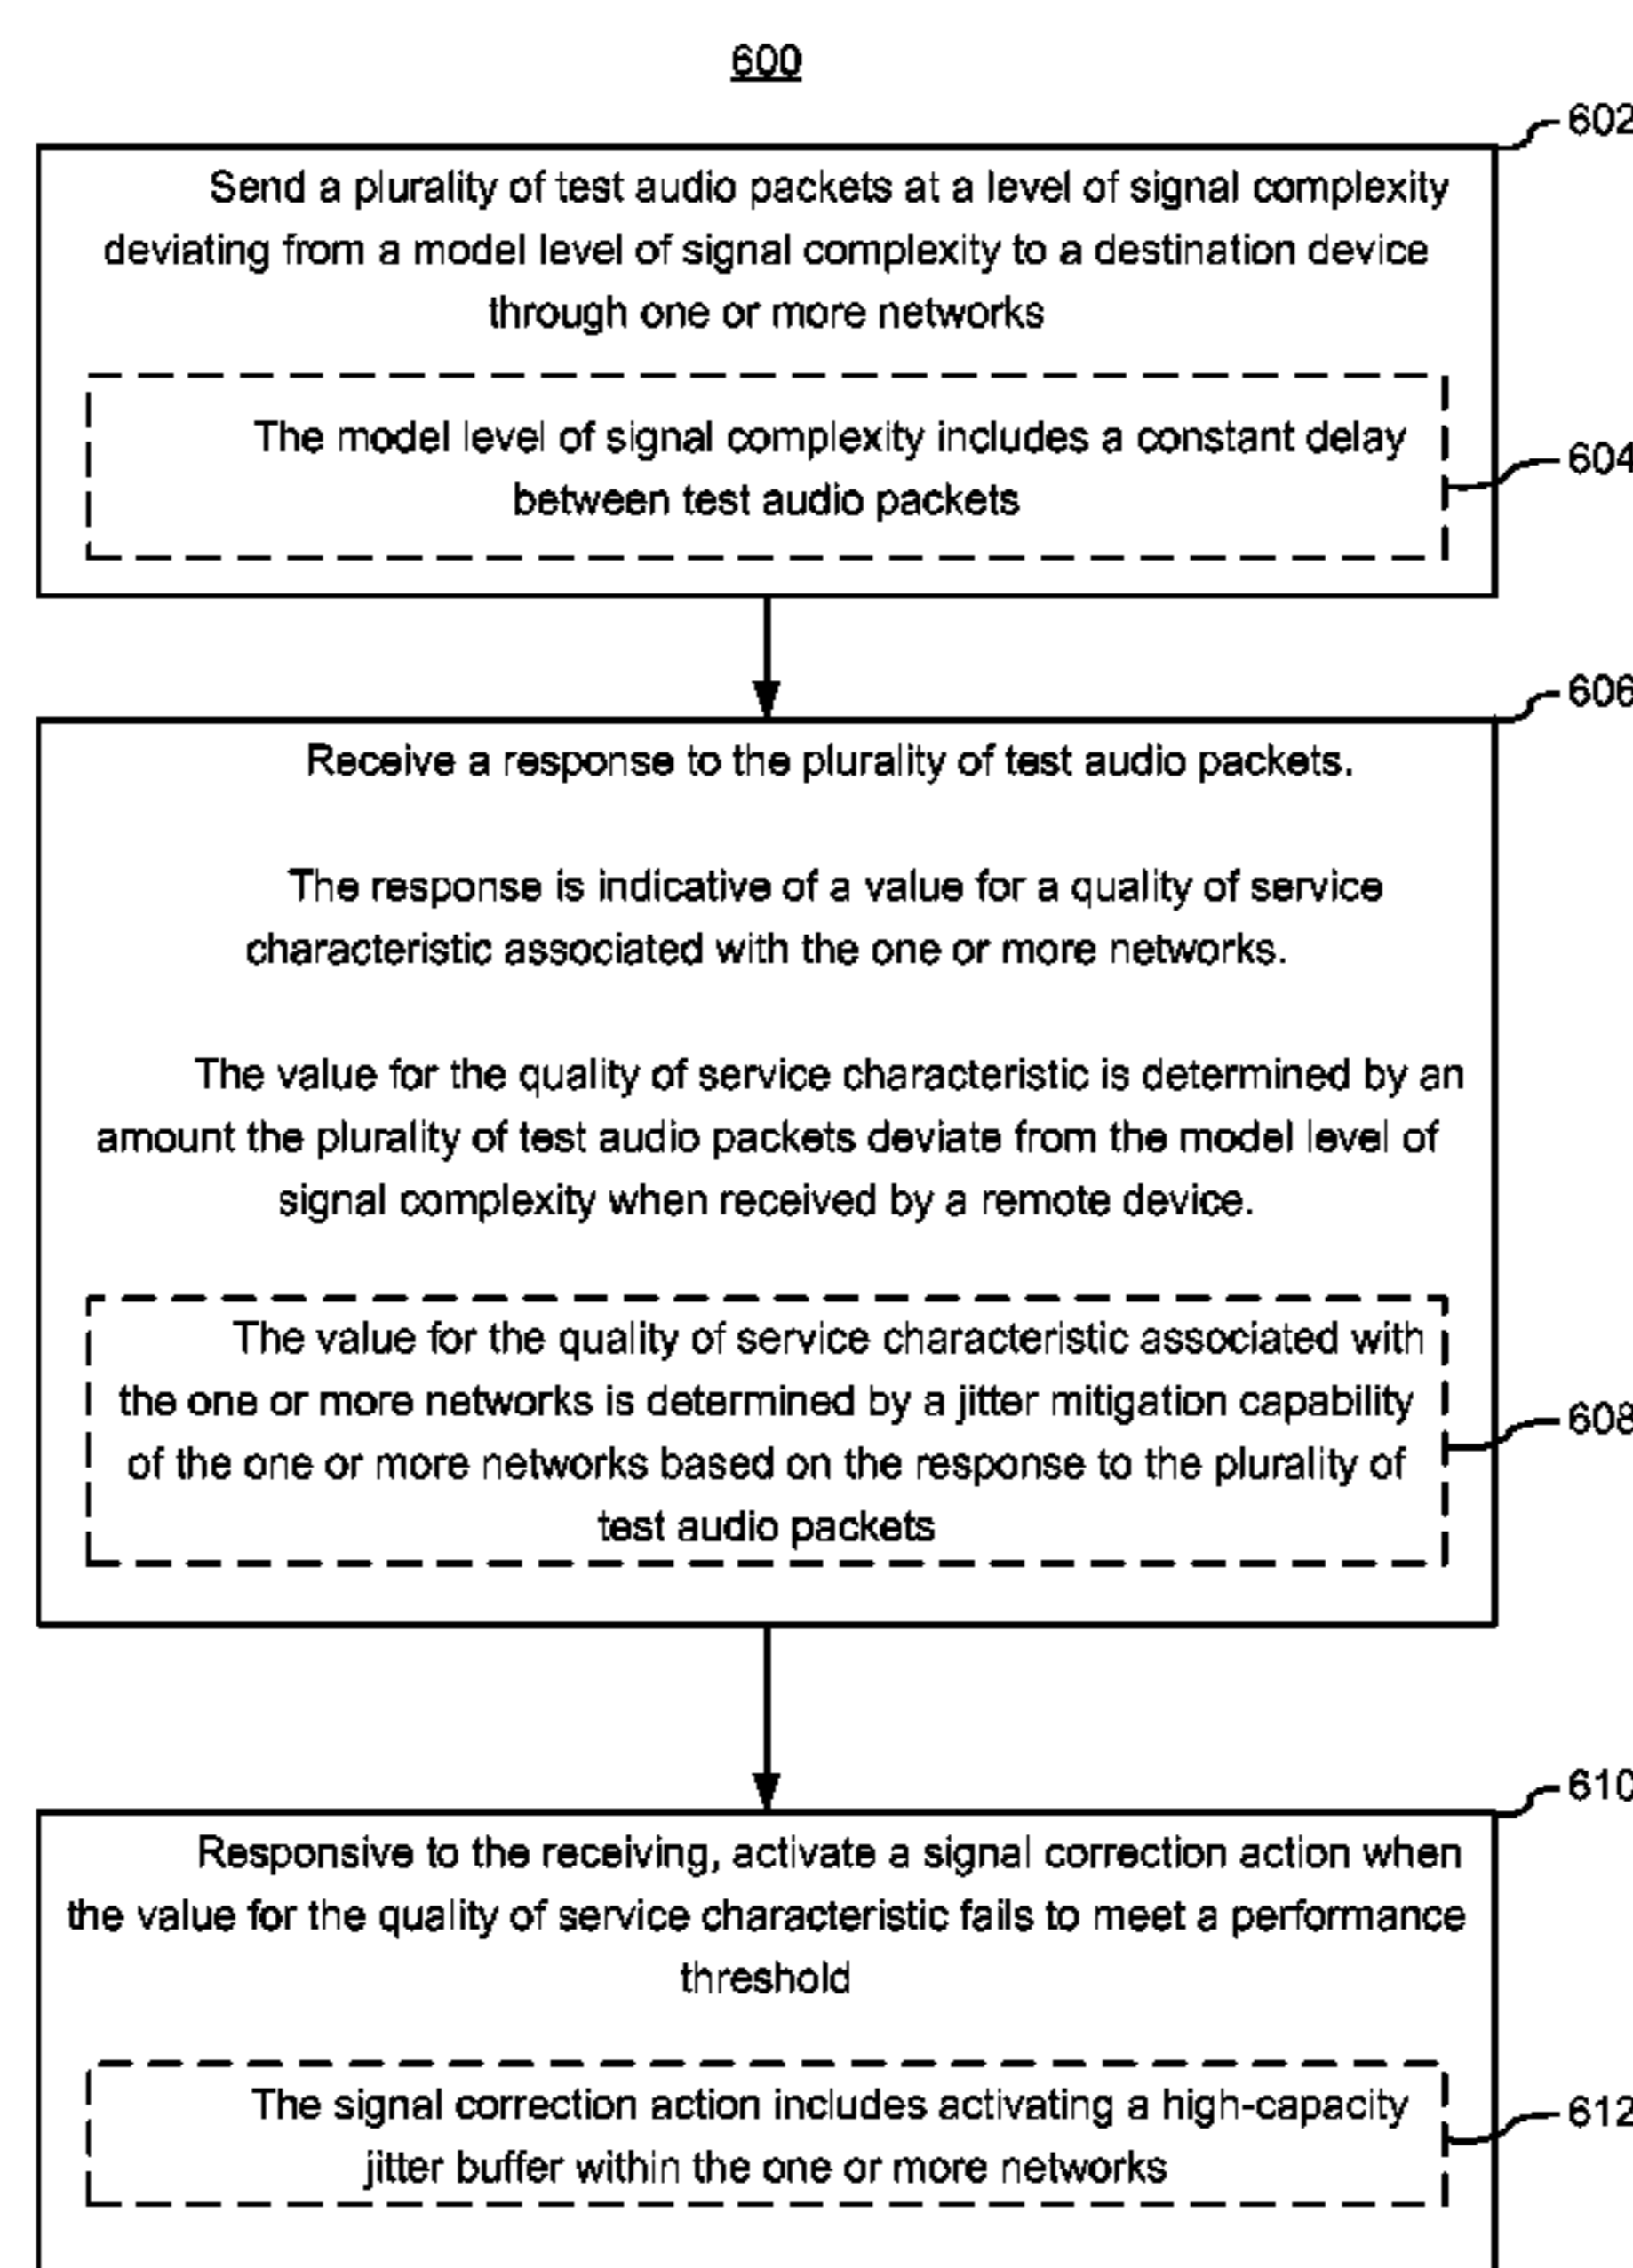 600
602
Send a plurality of test audio packets at a level of signal complexity
deviating from a model level of signal complexity to a destination device
through one or more networks
The model level of signal complexity includes a constant delay
between test audio packets
604
606
Receive a response to the plurality of test audio packets.
The response is indicative of a value for a quality of service
characteristic associated with the one or more networks.
The value for the quality of service characteristic is determined by an
amount the plurality of test audio packets deviate from the model level of
signal complexity when received by a remote device.
The value for the quality of service characteristic associated with
the one or more networks is determined by a jitter mitigation capability
of the one or more networks based on the response to the plurality of
test audio packets
608
610
Responsive to the receiving, activate a signal correction action when
the value for the quality of service characteristic fails to meet a performance
threshold
The signal correction action includes activating a high-capacity
jitter buffer within the one or more networks
612